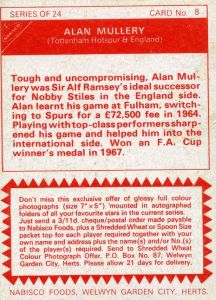 SERIES OF 24 CARD No. 8
ALAN MULLERY
(Tottenham Hotspur & England)
Tough and uncompromising, Alan Mul-
lery was Sir Alf Ramsey's ideal successor
for Nobby Stiles in the England side.
Alan learnt his game at Fulham, switch-
ing to Spurs for a £72,500 fee in 1964.
Playing with top-class performers sharp-
ened his game and helped him into the
international side. Won an F.A. Cup
winner's medal in 1967.
Don't miss this exclusive offer of glossy full colour
photographs (size 7" x 5") mounted in autographed
folders of all your favourite stars in the current series.
Just send a 3/11d. cheque/postal order made payable
to Nabisco Foods, plus a Shredded Wheat or Spoon Size
packet top for each player required together with your
own name and address plus the name(s) and/or No.(s)
of the player(s) required. Send to Shredded Wheat
Colour Photograph Offer, P.O. Box No. 87, Welwyn
Garden City, Herts. Please allow 21 days for delivery.
NABISCO FOODS, WELWYN GARDEN CITY, HERTS.